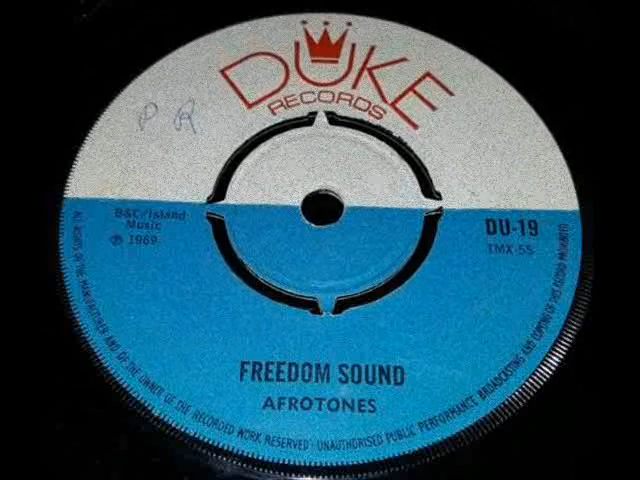 DUKE
RECORDS
P R
B&C/Island
Music
℗ 1969
DU-19
TMX-55
FREEDOM SOUND
AFROTONES
ALL RIGHTS OF THE MANUFACTURER AND OF THE OWNER OF THE RECORDED WORK RESERVED · UNAUTHORISED PUBLIC PERFORMANCE BROADCASTING AND COPYING OF THIS RECORD PROHIBITED